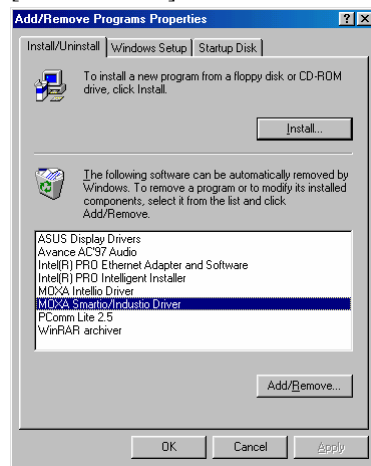 Add/Remove Programs Properties
Install/Uninstall Windows Setup Startup Disk
To install a new program from a floppy disk or CD-ROM
drive, click Install.
Install...
The following software can be automatically removed by
Windows. To remove a program or to modify its installed
components, select it from the list and click
Add/Remove.
ASUS Display Drivers
Avance AC'97 Audio
Intel(R) PRO Ethernet Adapter and Software
Intel(R) PRO Intelligent Installer
MOXA Intellio Driver
MOXA Smartio/Industio Driver
PComm Lite 2.5
WinRAR archiver
Add/Remove...
OK Cancel Apply